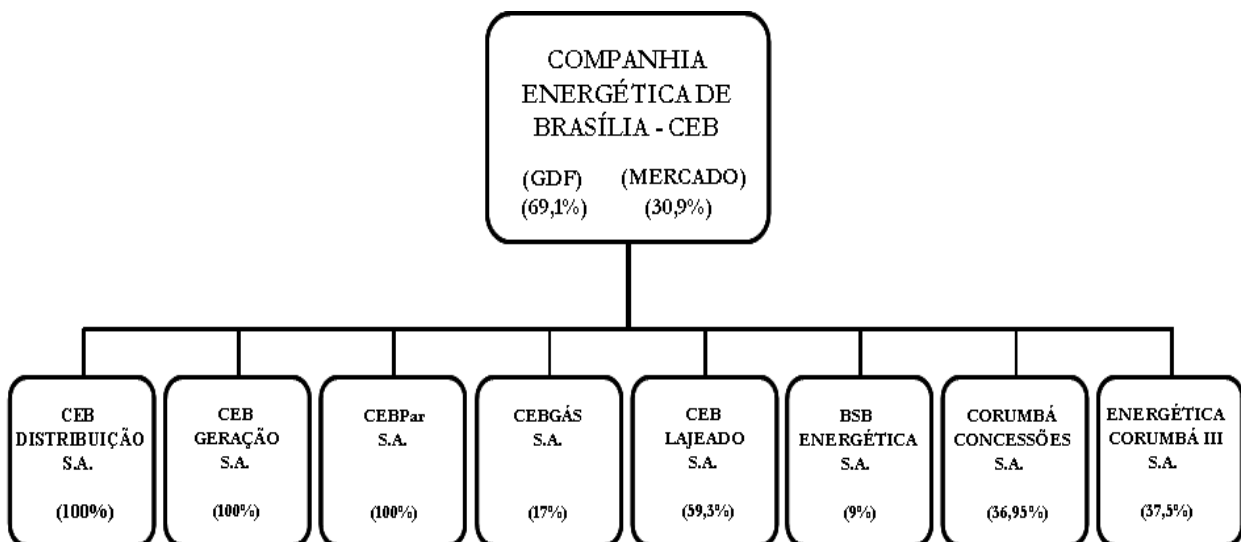 COMPANHIA
ENERGÉTICA DE
BRASÍLIA - CEB
(GDF) (MERCADO)
(69,1%) (30,9%)
CEB
DISTRIBUIÇÃO
S.A.
(100%)
CEB
GERAÇÃO
S.A.
(100%)
CEBPar
S.A.
(100%)
CEBGÁS
S.A.
(17%)
CEB
LAJEADO
S.A.
(59,3%)
BSB
ENERGÉTICA
S.A.
(9%)
CORUMBÁ
CONCESSÕES
S.A.
(36,95%)
ENERGÉTICA
CORUMBÁ III
S.A.
(37,5%)